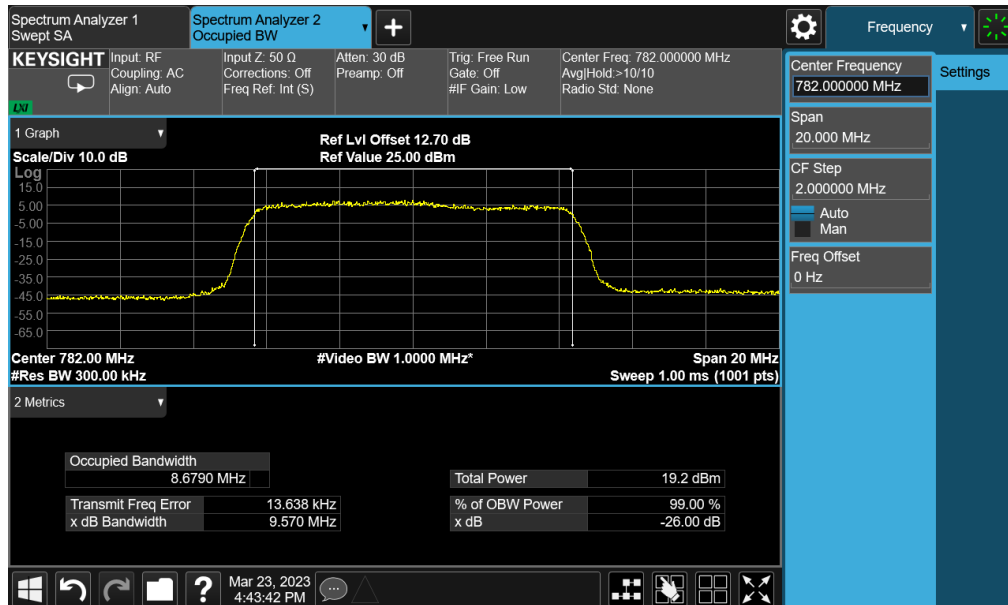 Spectrum Analyzer 1
Swept SA
Spectrum Analyzer 2
Occupied BW
Frequency
KEYSIGHT
LXI
Input: RF
Coupling: AC
Align: Auto
Input Z: 50 Ω
Corrections: Off
Freq Ref: Int (S)
Atten: 30 dB
Preamp: Off
Trig: Free Run
Gate: Off
#IF Gain: Low
Center Freq: 782.000000 MHz
Avg|Hold:>10/10
Radio Std: None
Center Frequency
782.000000 MHz
Settings
Span
20.000 MHz
CF Step
2.000000 MHz
Auto
Man
Freq Offset
0 Hz
1 Graph
Scale/Div 10.0 dB
Ref Lvl Offset 12.70 dB
Ref Value 25.00 dBm
Log
15.0
5.00
-5.00
-15.0
-25.0
-35.0
-45.0
-55.0
-65.0
Center 782.00 MHz
#Video BW 1.0000 MHz*
Span 20 MHz
#Res BW 300.00 kHz
Sweep 1.00 ms (1001 pts)
2 Metrics
Occupied Bandwidth
8.6790 MHz
Total Power 19.2 dBm
Transmit Freq Error 13.638 kHz
% of OBW Power 99.00 %
x dB Bandwidth 9.570 MHz
x dB -26.00 dB
?
Mar 23, 2023
4:43:42 PM